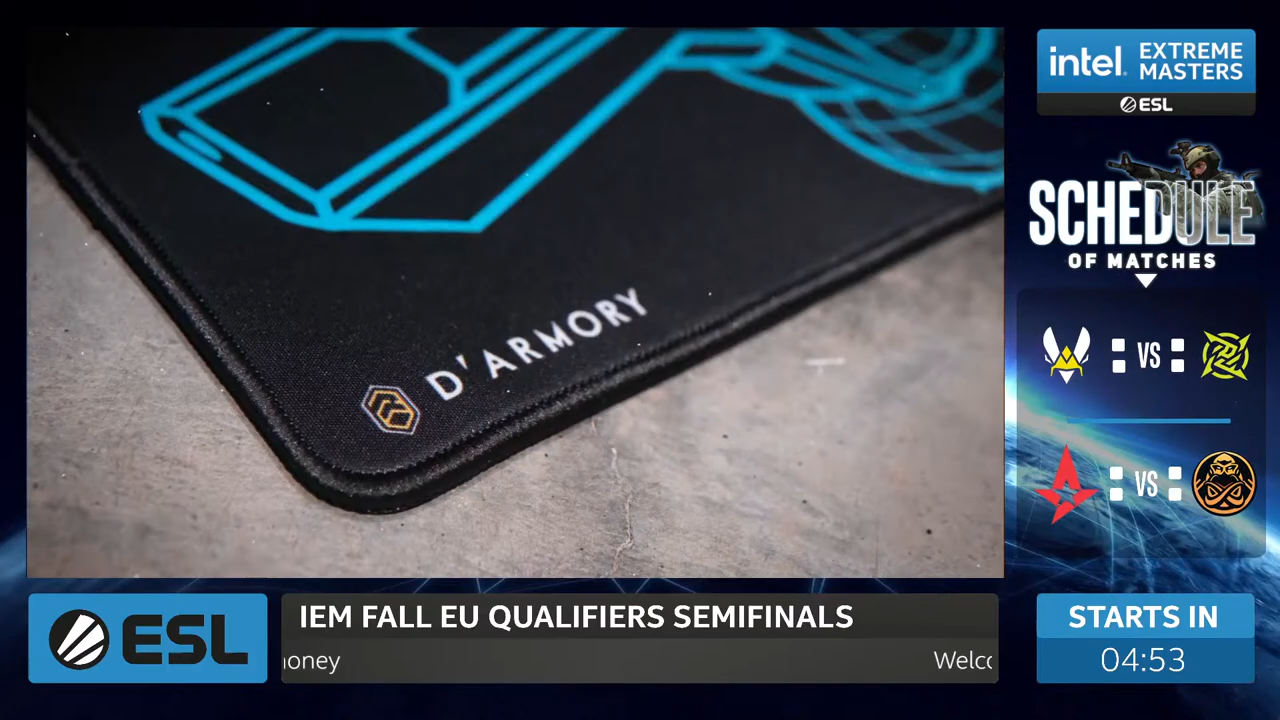 D'ARMORY
intel. EXTREME
MASTERS
ESL
SCHEDULE
OF MATCHES
VS
VS
ESL
IEM FALL EU QUALIFIERS SEMIFINALS
STARTS IN
04:53